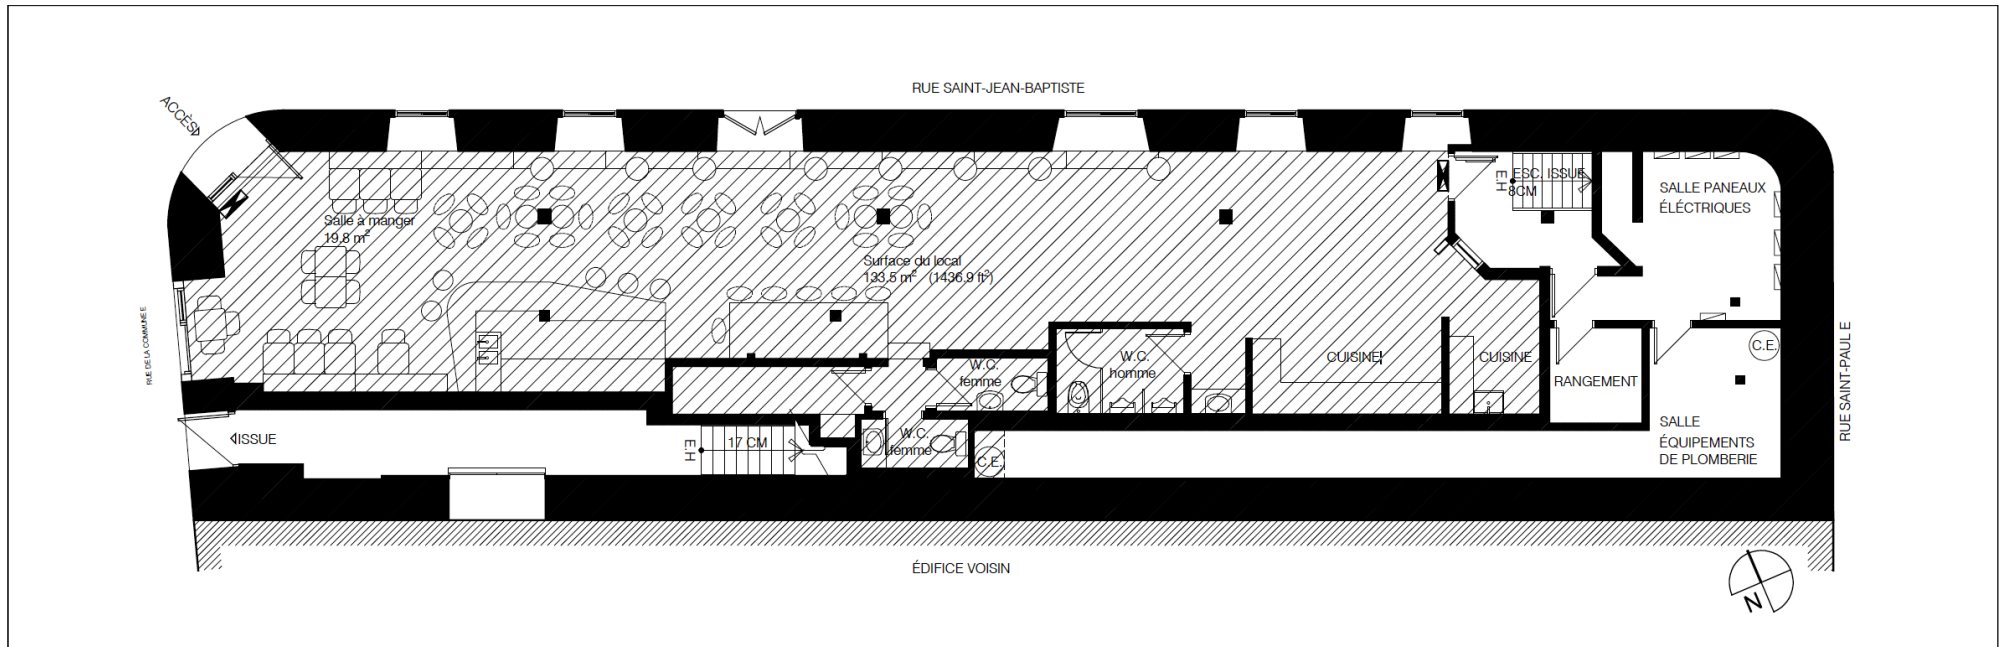 RUE SAINT-JEAN-BAPTISTE
ACCÈS
ESC. ISSUE
8CM
E.H
SALLE PANEAUX
ÉLÉCTRIQUES
Salle à manger
19,8 m²
Surface du local
133,5 m² (1436,9 ft²)
RUE DE LA COMMUNE E
RUE SAINT-PAUL E
C.E.
W.C.
homme
CUISINE
CUISINE
W.C.
femme
RANGEMENT
ISSUE
E.H
17 CM
W.C.
femme
C.E.
SALLE
ÉQUIPEMENTS
DE PLOMBERIE
ÉDIFICE VOISIN
N